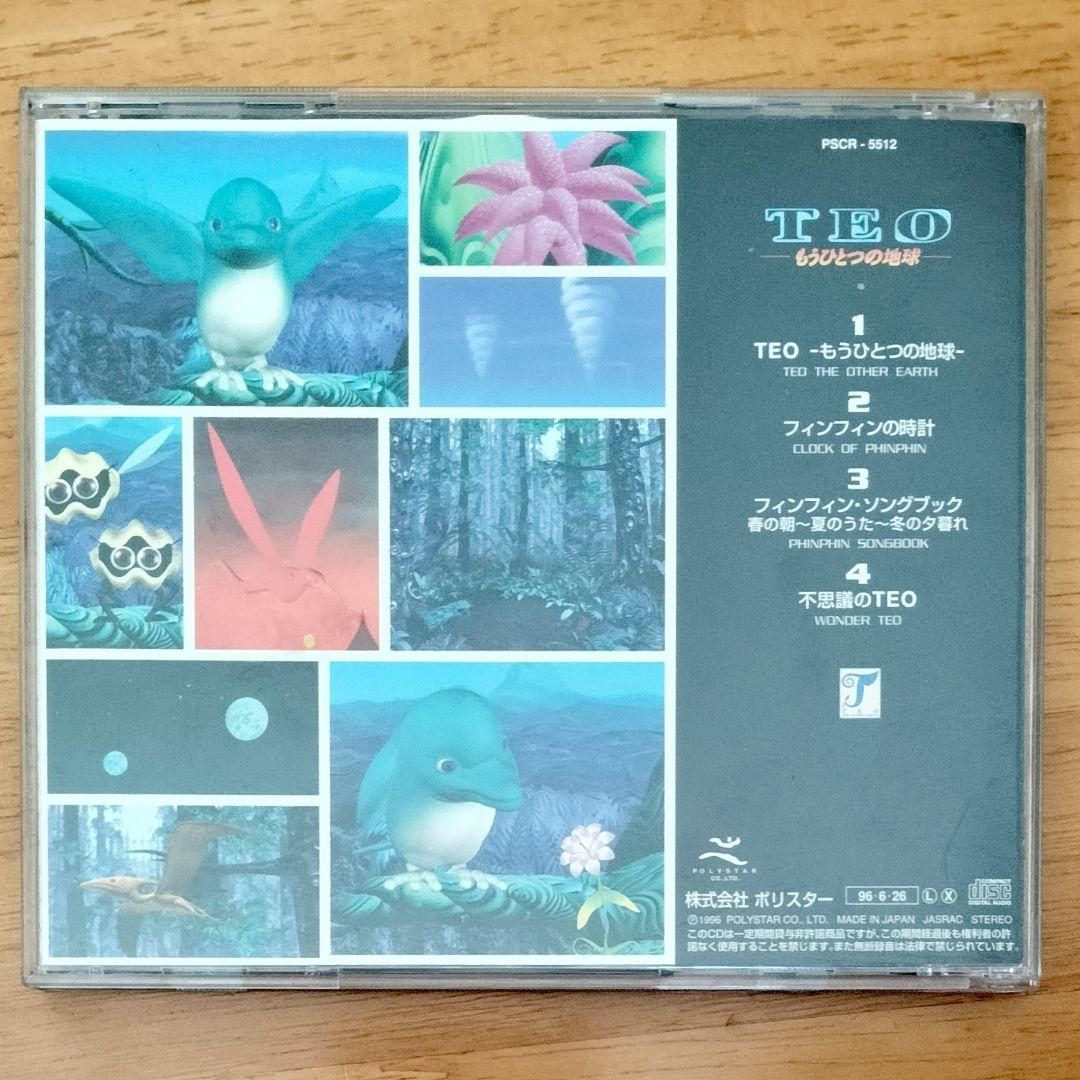 PSCR - 5512
TEO
もうひとつの地球
1
TEO -もうひとつの地球-
TEO THE OTHER EARTH
2
フィンフィンの時計
CLOCK OF PHINPHIN
3
フィンフィン・ソングブック
春の朝～夏のうた～冬の夕暮れ
PHINPHIN SONGBOOK
4
不思議のTEO
WONDER TEO
POLYSTAR
CO.,LTD.
株式会社 ポリスター 96・6・26 Ⓛ Ⓧ COMPACT disc DIGITAL AUDIO
Ⓟ1996 POLYSTAR CO., LTD. MADE IN JAPAN JASRAC STEREO
このCDは一定期間貸与非許諾商品ですが、この期間経過後も権利者の許
諾なく使用することを禁じます。また無断録音は法律で禁じられています。